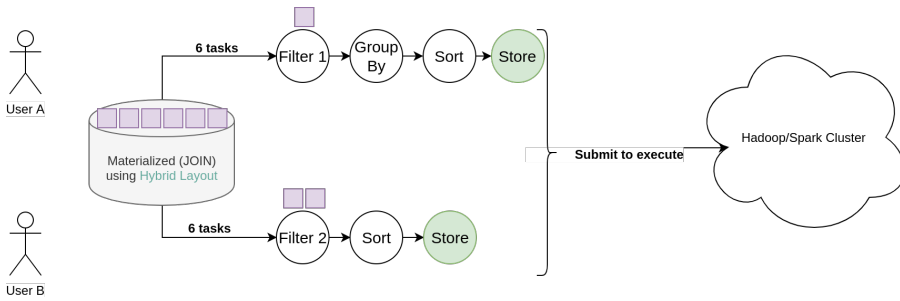 6 tasks
Filter 1
Group
By
Sort
Store
User A
Materialized (JOIN)
using Hybrid Layout
Submit to execute
Hadoop/Spark Cluster
6 tasks
Filter 2
Sort
Store
User B